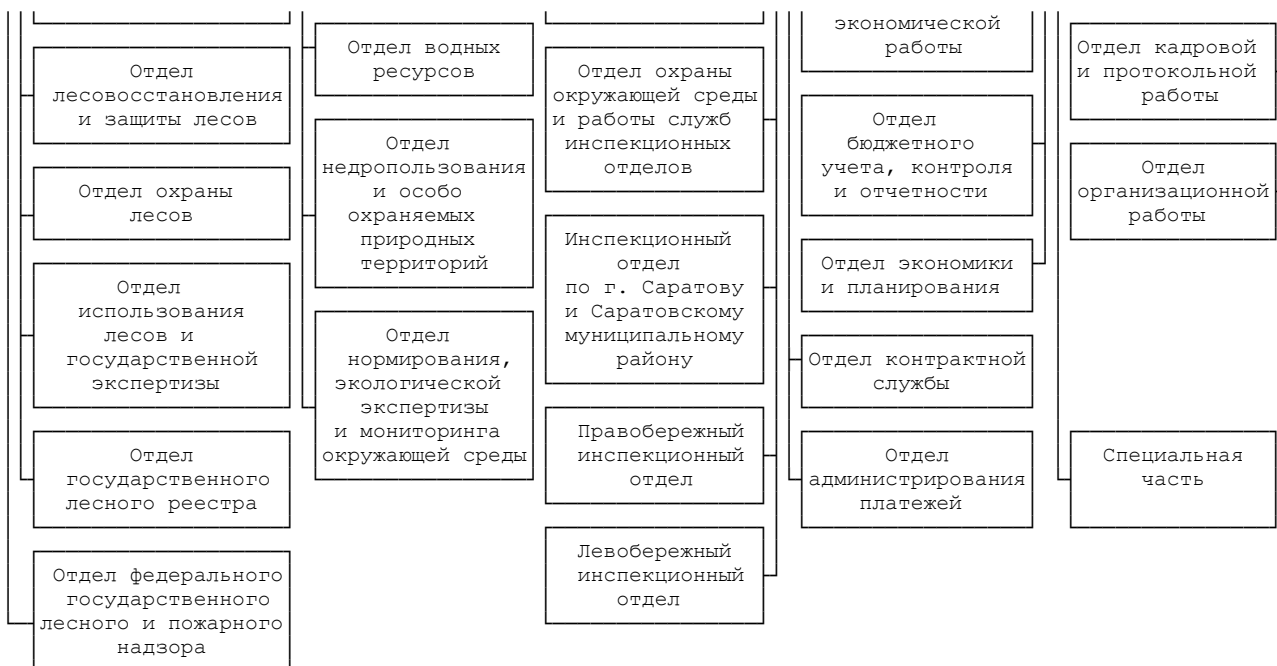 Отдел
лесовосстановления
и защиты лесов
Отдел охраны
лесов
Отдел
использования
лесов и
государственной
экспертизы
Отдел
государственного
лесного реестра
Отдел федерального
государственного
лесного и пожарного
надзора
Отдел водных
ресурсов
Отдел
недропользования
и особо
охраняемых
природных
территорий
Отдел
нормирования,
экологической
экспертизы
и мониторинга
окружающей среды
Отдел охраны
окружающей среды
и работы служб
инспекционных
отделов
Инспекционный
отдел
по г. Саратову
и Саратовскому
муниципальному
району
Правобережный
инспекционный
отдел
Левобережный
инспекционный
отдел
экономической
работы
Отдел
бюджетного
учета, контроля
и отчетности
Отдел экономики
и планирования
Отдел контрактной
службы
Отдел
администрирования
платежей
Отдел кадровой
и протокольной
работы
Отдел
организационной
работы
Специальная
часть